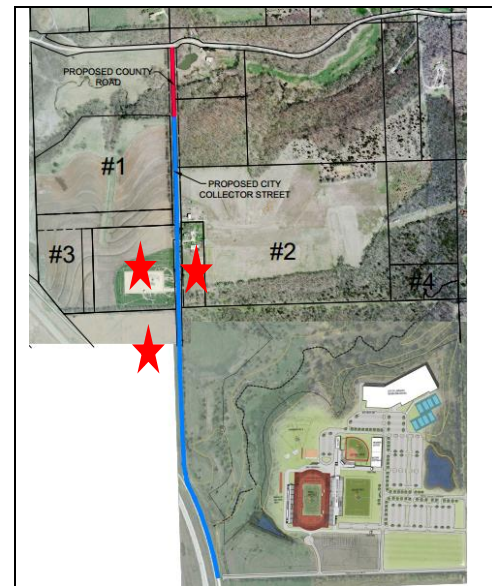 PROPOSED COUNTY
ROAD
#1
PROPOSED CITY
COLLECTOR STREET
#3
#2
#4